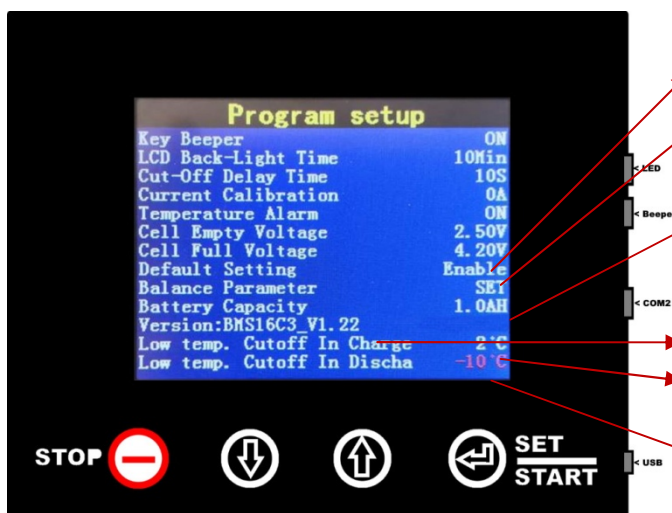 Program setup
Key Beeper ON
LCD Back-Light Time 10Min
Cut-Off Delay Time 10S
Current Calibration 0A
Temperature Alarm ON
Cell Empty Voltage 2.50V
Cell Full Voltage 4.20V
Default Setting Enable
Balance Parameter SET
Battery Capacity 1.0AH
Version:BMS16C3_V1.22
Low temp. Cutoff In Charge 2°C
Low temp. Cutoff In Discha -10°C
< LED
< Beepe
< COM2
< USB
STOP
SET
START